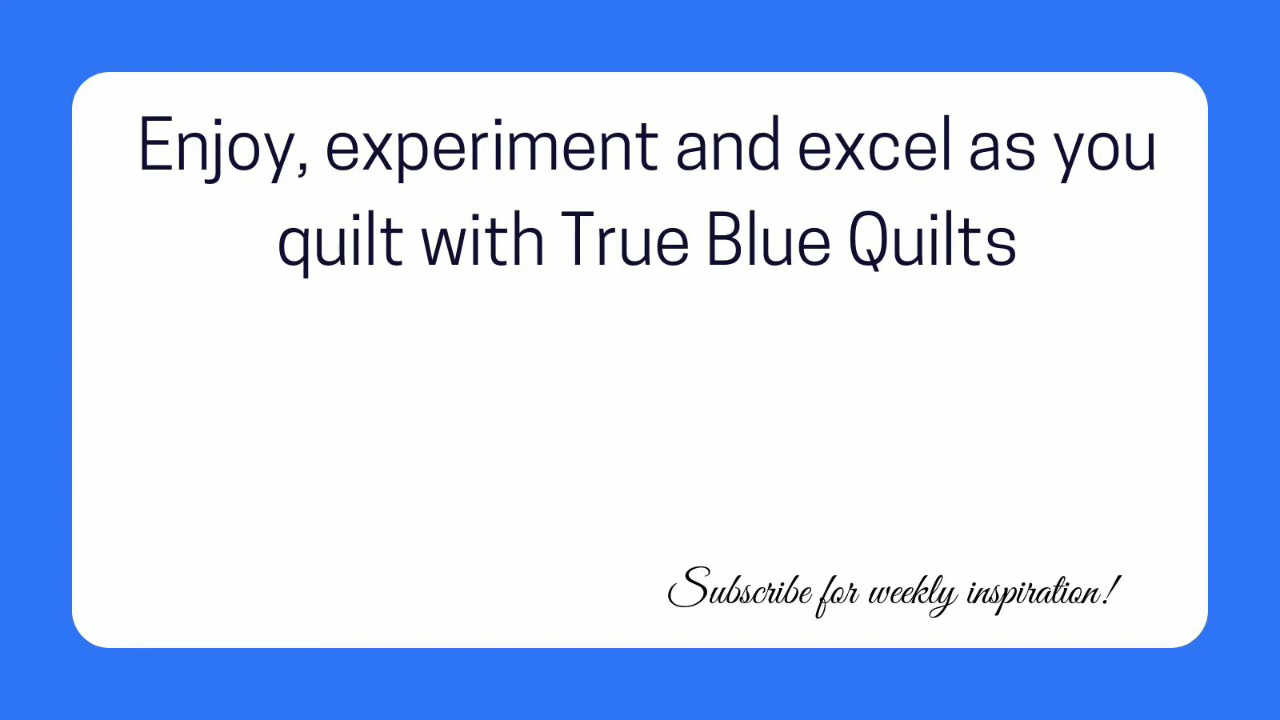 Enjoy, experiment and excel as you
quilt with True Blue Quilts
Subscribe for weekly inspiration!